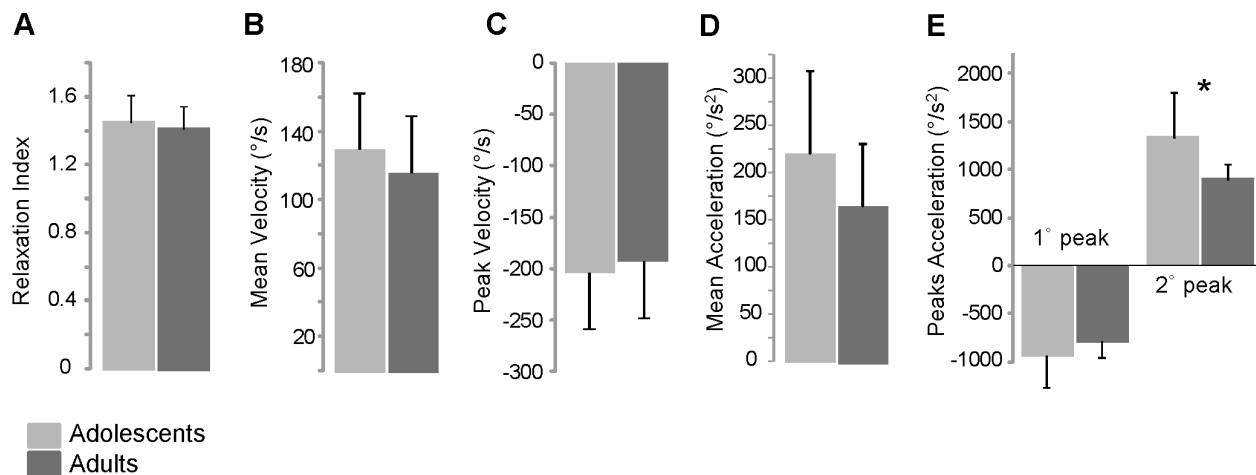 A
B
C
D
E
Relaxation Index
1.6
1.2
0.8
0.4
0
Mean Velocity (°/s)
180
140
100
60
20
Peak Velocity (°/s)
0
-50
-100
-150
-200
-250
-300
Mean Acceleration (°/s²)
300
250
200
150
200
50
0
Peaks Acceleration (°/s²)
2000
1500
1000
500
0
-500
-1000
*
1° peak
2° peak
Adolescents
Adults